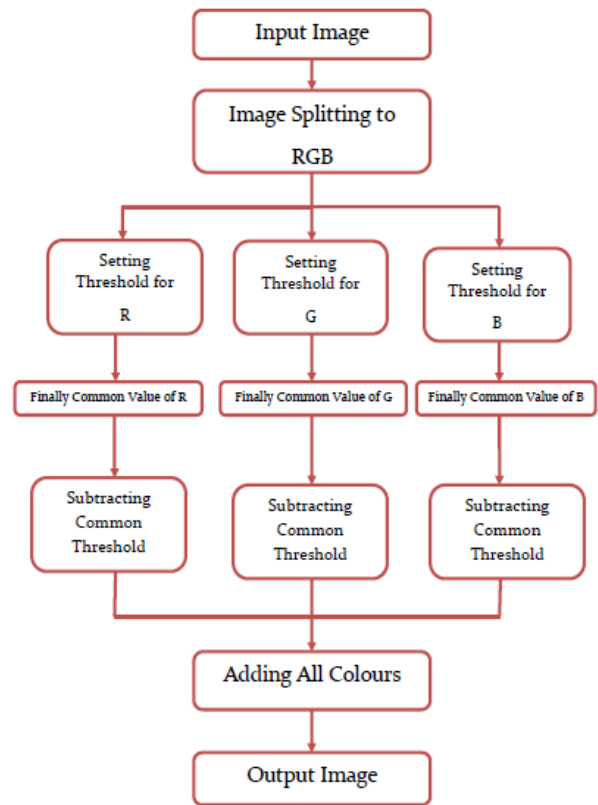 Input Image
Image Splitting to
RGB
Setting
Threshold for
R
Setting
Threshold for
G
Setting
Threshold for
B
Finally Common Value of R
Finally Common Value of G
Finally Common Value of B
Subtracting
Common
Threshold
Subtracting
Common
Threshold
Subtracting
Common
Threshold
Adding All Colours
Output Image